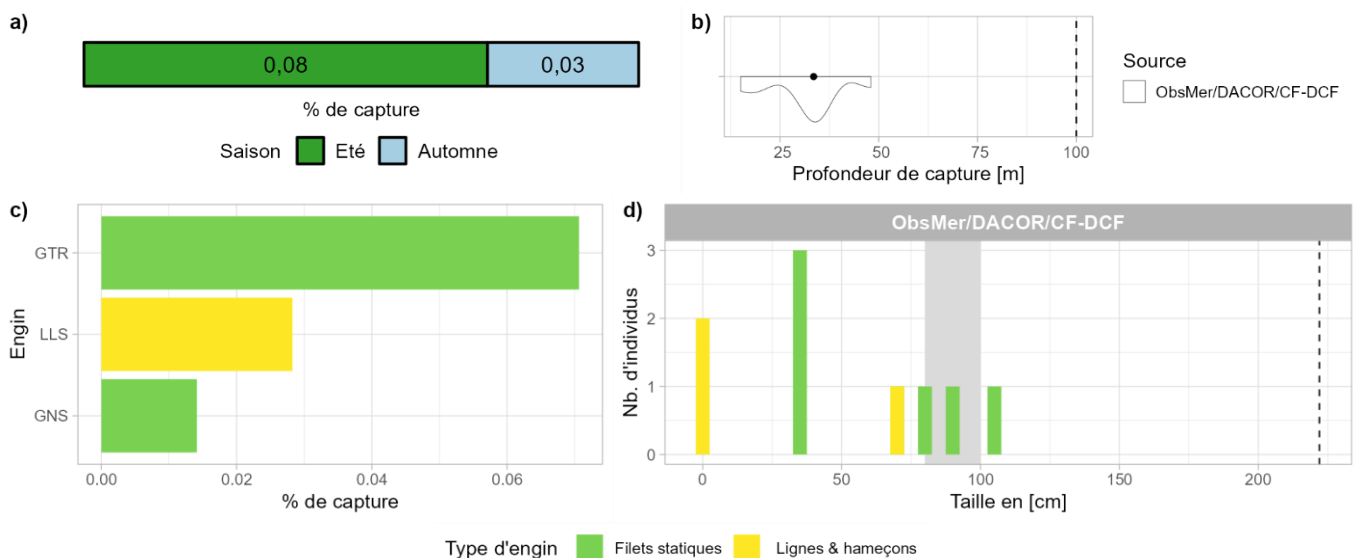 a)
0,08
0,03
% de capture
Saison Eté Automne
b)
25 50 75 100
Profondeur de capture [m]
Source
ObsMer/DACOR/CF-DCF
c)
Engin
GTR
LLS
GNS
0.00 0.02 0.04 0.06
% de capture
d)
ObsMer/DACOR/CF-DCF
Nb. d'individus
3
2
1
0
0 50 100 150 200
Taille en [cm]
Type d'engin Filets statiques Lignes & hameçons